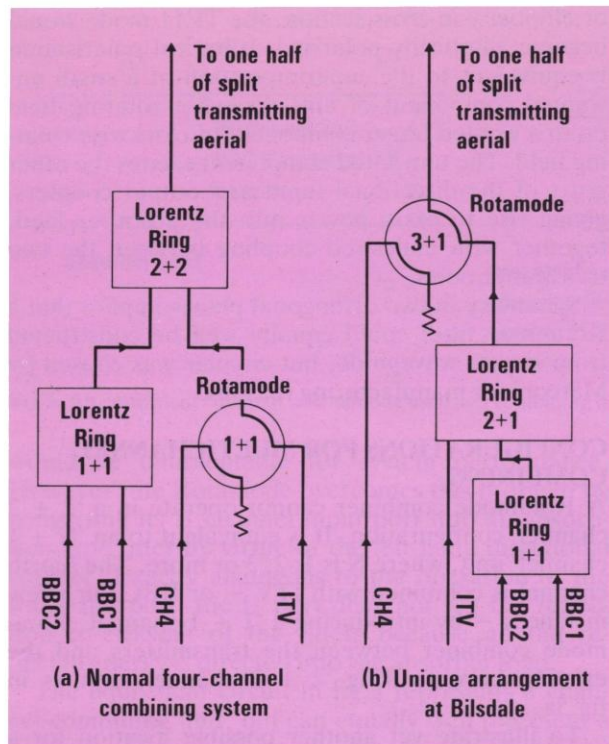 To one half
of split
transmitting
aerial
Lorentz
Ring
2+2
Rotamode
1+1
Lorentz
Ring
1+1
BBC2
BBC1
CH4
ITV
(a) Normal four-channel
combining system
To one half
of split
transmitting
aerial
Rotamode
3+1
Lorentz
Ring
2+1
Lorentz
Ring
1+1
CH4
ITV
BBC2
BBC1
(b) Unique arrangement
at Bilsdale